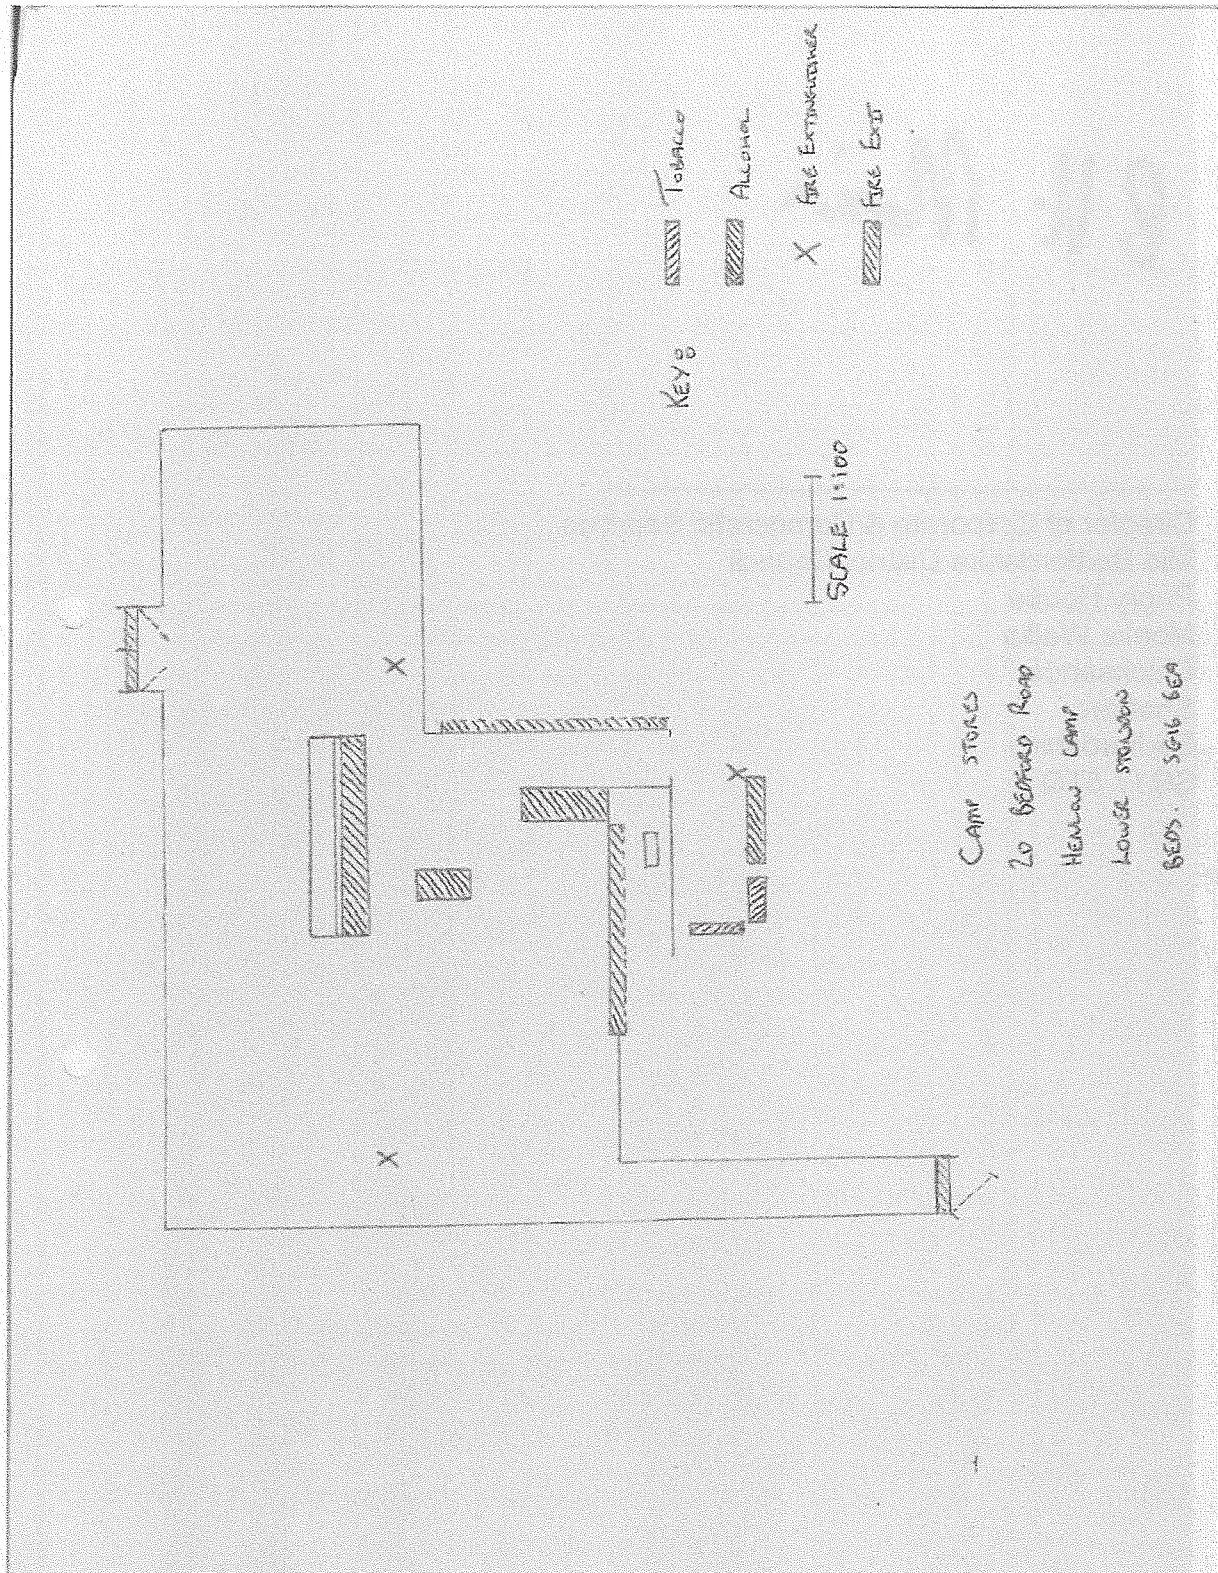 KEY:
TOBACCO
ALCOHOL
X FIRE EXTINGUISHER
FIRE EXIT
SCALE 1:100
CAMP STORES
20 BEDFORD ROAD
HENLOW CAMP
LOWER STONDON
BEDS. SG16 6EA